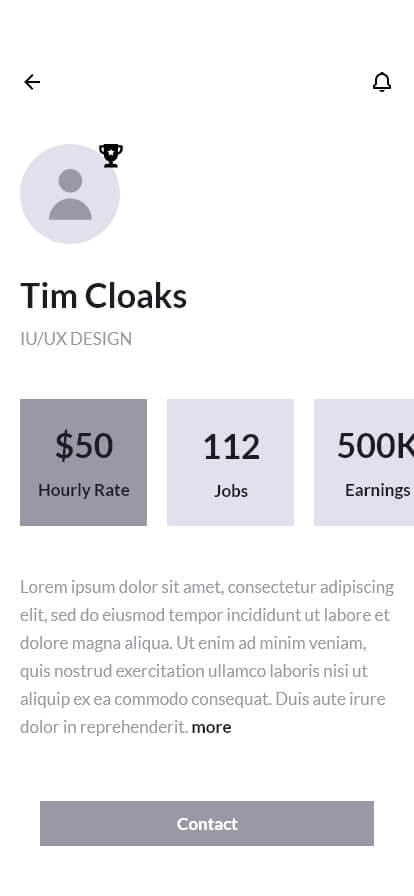 Tim Cloaks
IU/UX DESIGN
$50
Hourly Rate
112
Jobs
500K
Earnings
Lorem ipsum dolor sit amet, consectetur adipiscing
elit, sed do eiusmod tempor incididunt ut labore et
dolore magna aliqua. Ut enim ad minim veniam,
quis nostrud exercitation ullamco laboris nisi ut
aliquip ex ea commodo consequat. Duis aute irure
dolor in reprehenderit. more
Contact